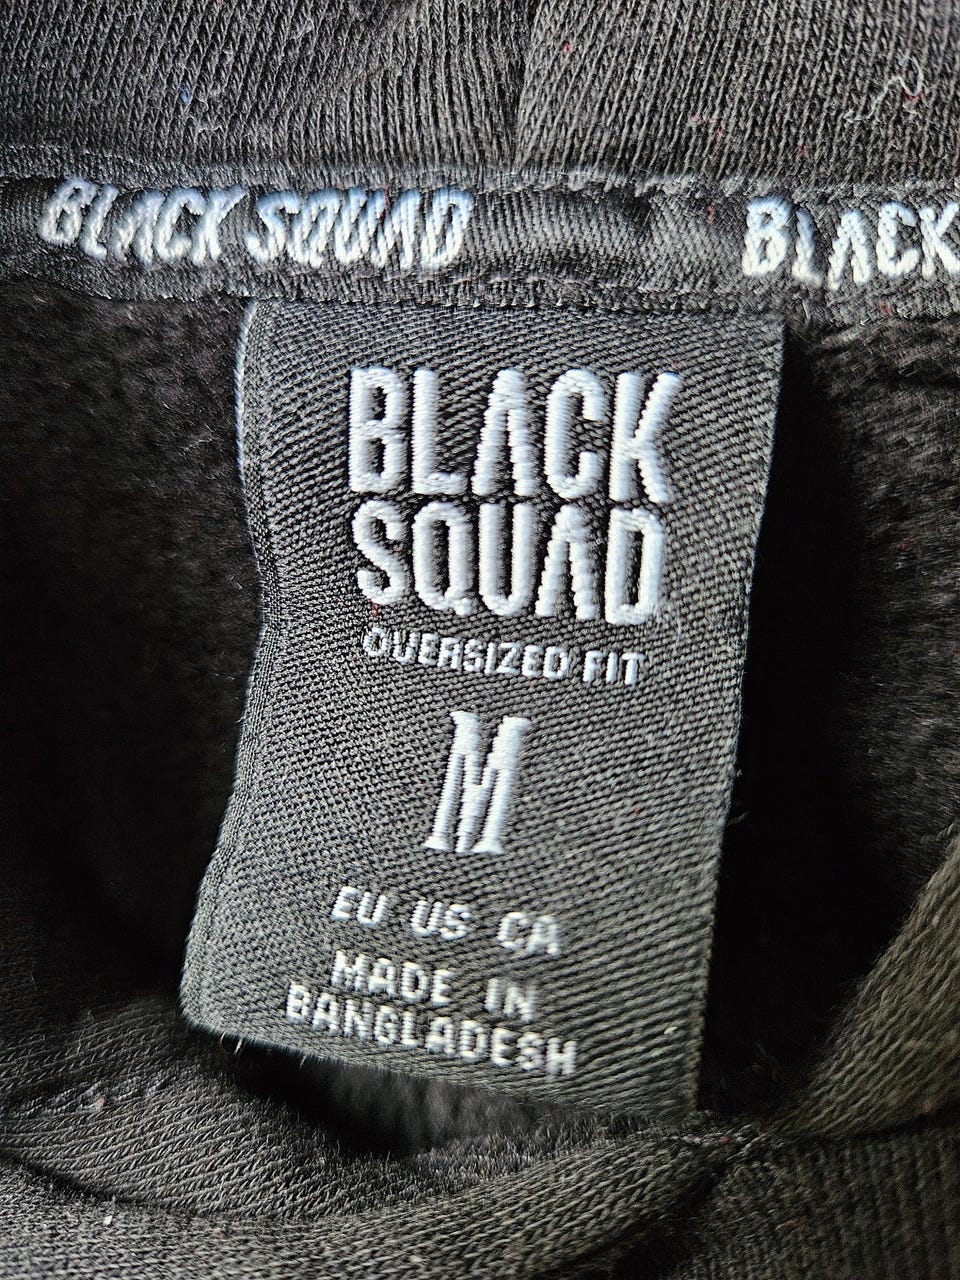 BLACK SQUAD BLACK
BLACK
SQUAD
OVERSIZED FIT
M
EU US CA
MADE IN
BANGLADESH